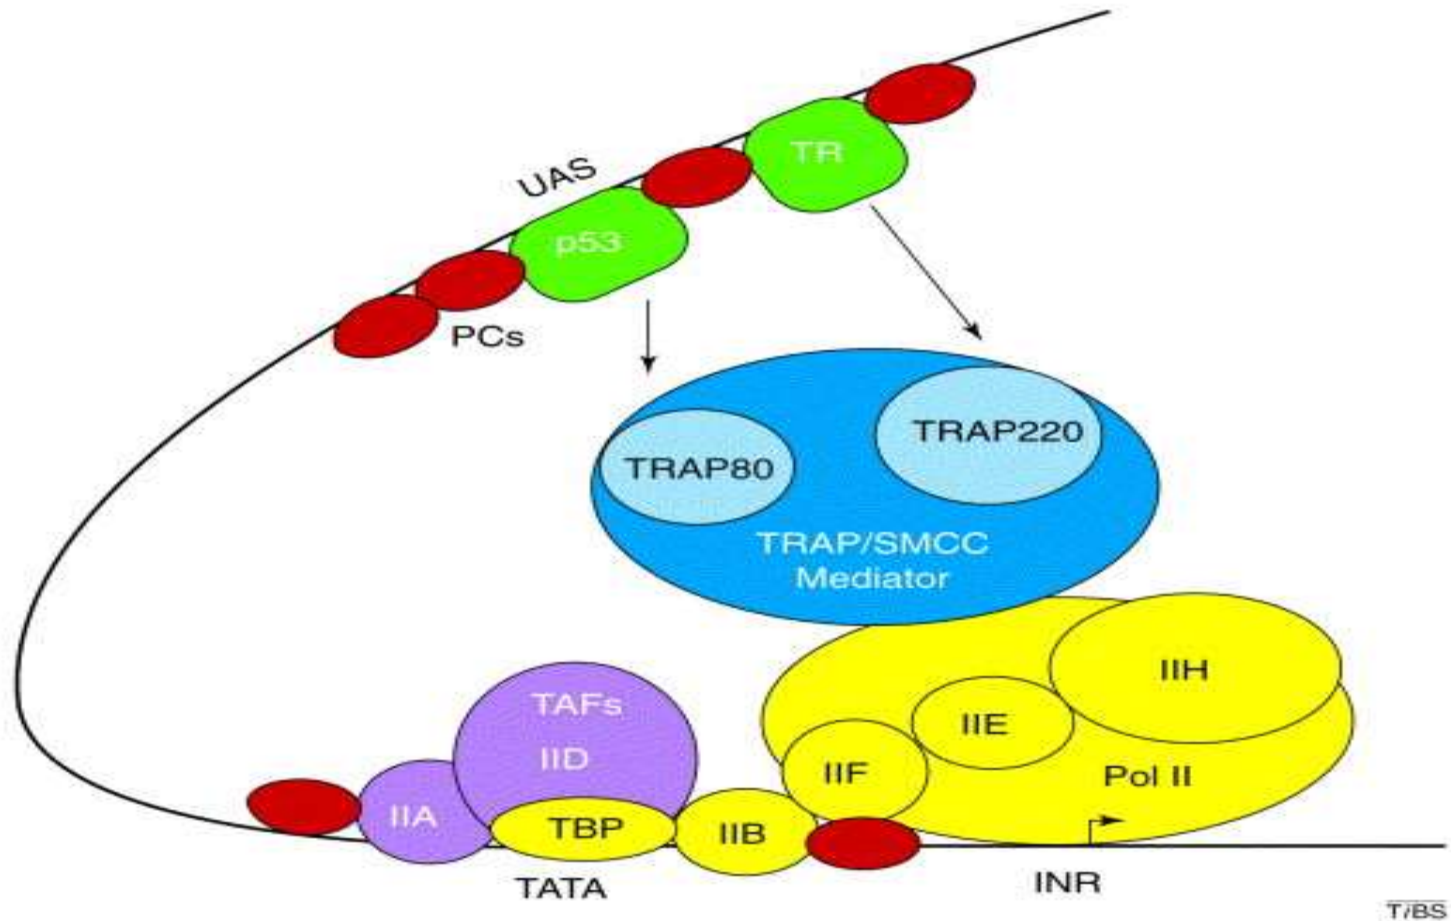 TR
UAS
p53
PCs
TRAP220
TRAP80
TRAP/SMCC
Mediator
IIH
TAFs
IIE
IID
IIF
Pol II
IIA
TBP
IIB
TATA
INR
TiBS